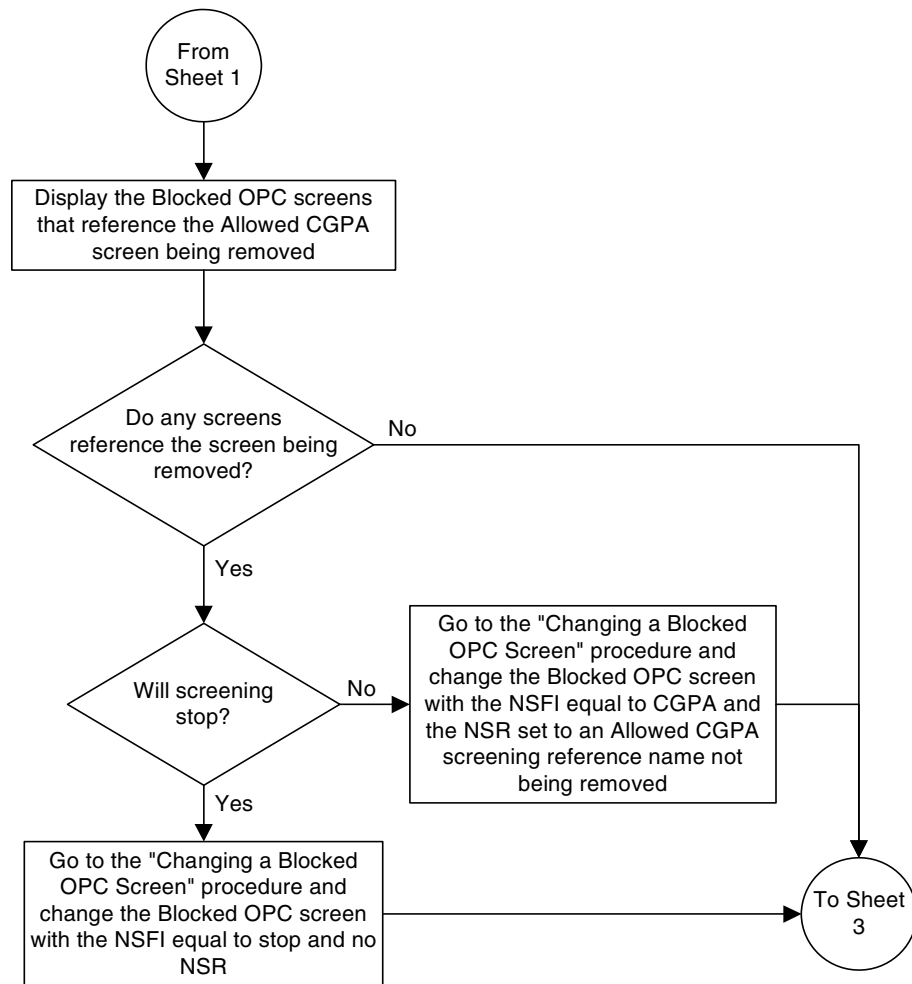 From
Sheet 1
Display the Blocked OPC screens
that reference the Allowed CGPA
screen being removed
Do any screens
reference the screen being
removed?
No
Yes
Will screening
stop?
No
Go to the "Changing a Blocked
OPC Screen" procedure and
change the Blocked OPC screen
with the NSFI equal to CGPA and
the NSR set to an Allowed CGPA
screening reference name not
being removed
Yes
Go to the "Changing a Blocked
OPC Screen" procedure and
change the Blocked OPC screen
with the NSFI equal to stop and no
NSR
To Sheet
3